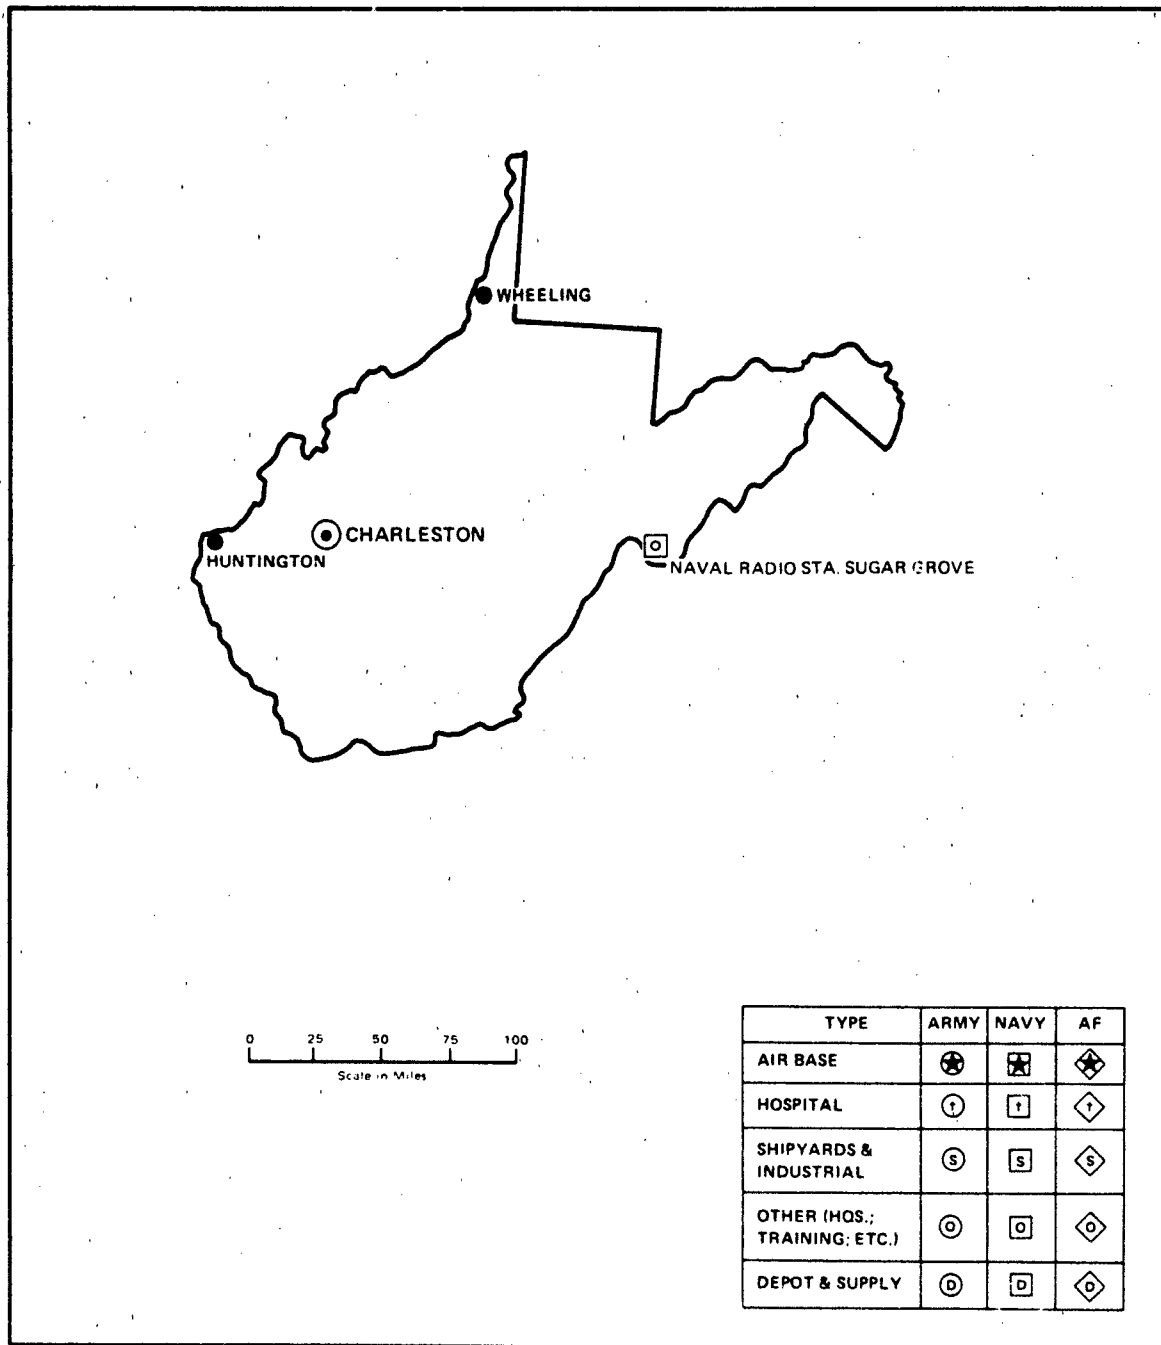 WHEELING
CHARLESTON
HUNTINGTON
O
NAVAL RADIO STA. SUGAR GROVE
0 25 50 75 100
Scale in Miles
TYPE ARMY NAVY AF
AIR BASE
HOSPITAL † † †
SHIPYARDS & INDUSTRIAL S S S
OTHER (HQS.; TRAINING; ETC.) O O O
DEPOT & SUPPLY D D D